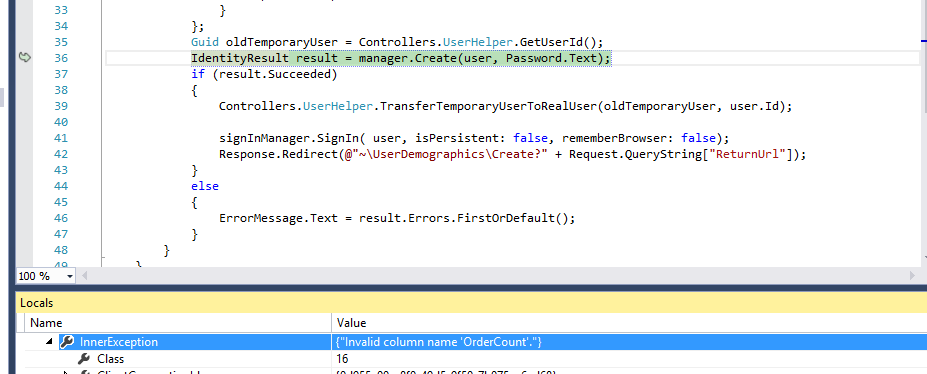 33 }
34 };
35 Guid oldTemporaryUser = Controllers.UserHelper.GetUserId();
36 IdentityResult result = manager.Create(user, Password.Text);
37 if (result.Succeeded)
38 {
39 Controllers.UserHelper.TransferTemporaryUserToRealUser(oldTemporaryUser, user.Id);
40
41 signInManager.SignIn( user, isPersistent: false, rememberBrowser: false);
42 Response.Redirect(@"~\UserDemographics\Create?" + Request.QueryString["ReturnUrl"]);
43 }
44 else
45 {
46 ErrorMessage.Text = result.Errors.FirstOrDefault();
47 }
48 }
49 }
100 %
Locals
Name Value
InnerException {"Invalid column name 'OrderCount'."}
Class 16